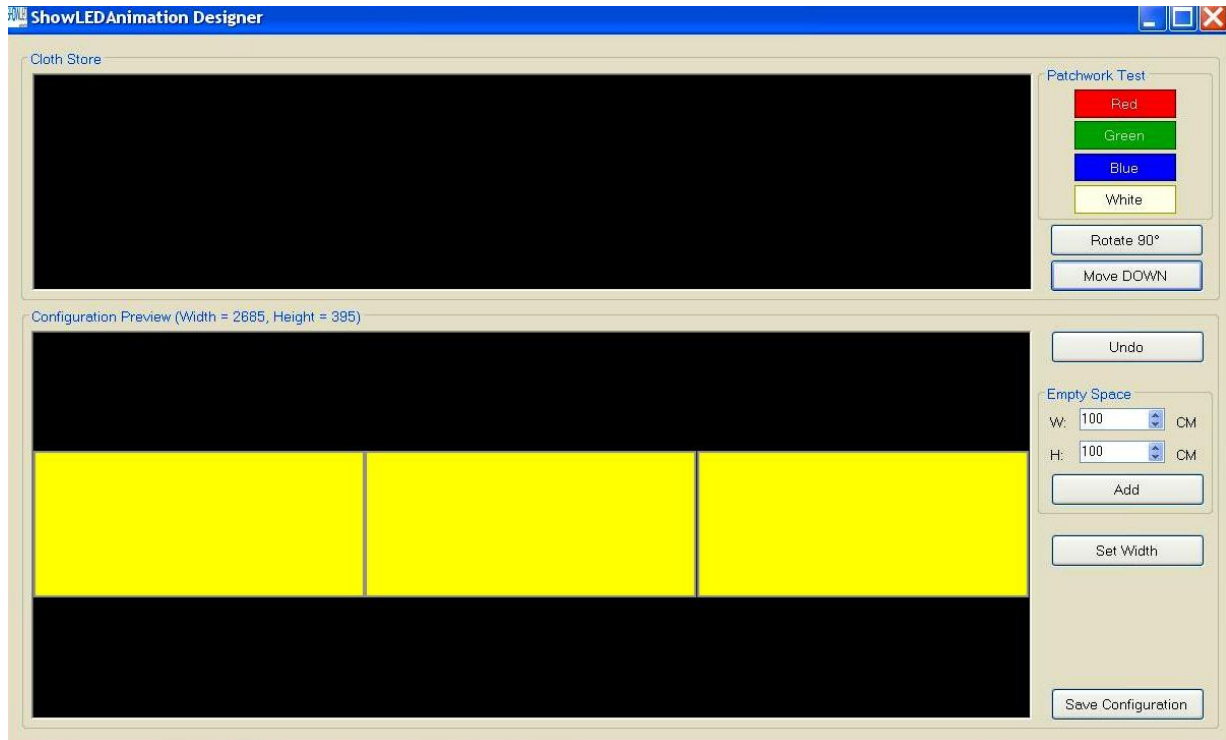 ShowLEDAnimation Designer
Cloth Store
Patchwork Test
Red
Green
Blue
White
Rotate 90°
Move DOWN
Configuration Preview (Width = 2685, Height = 395)
Undo
Empty Space
W: 100 CM
H: 100 CM
Add
Set Width
Save Configuration